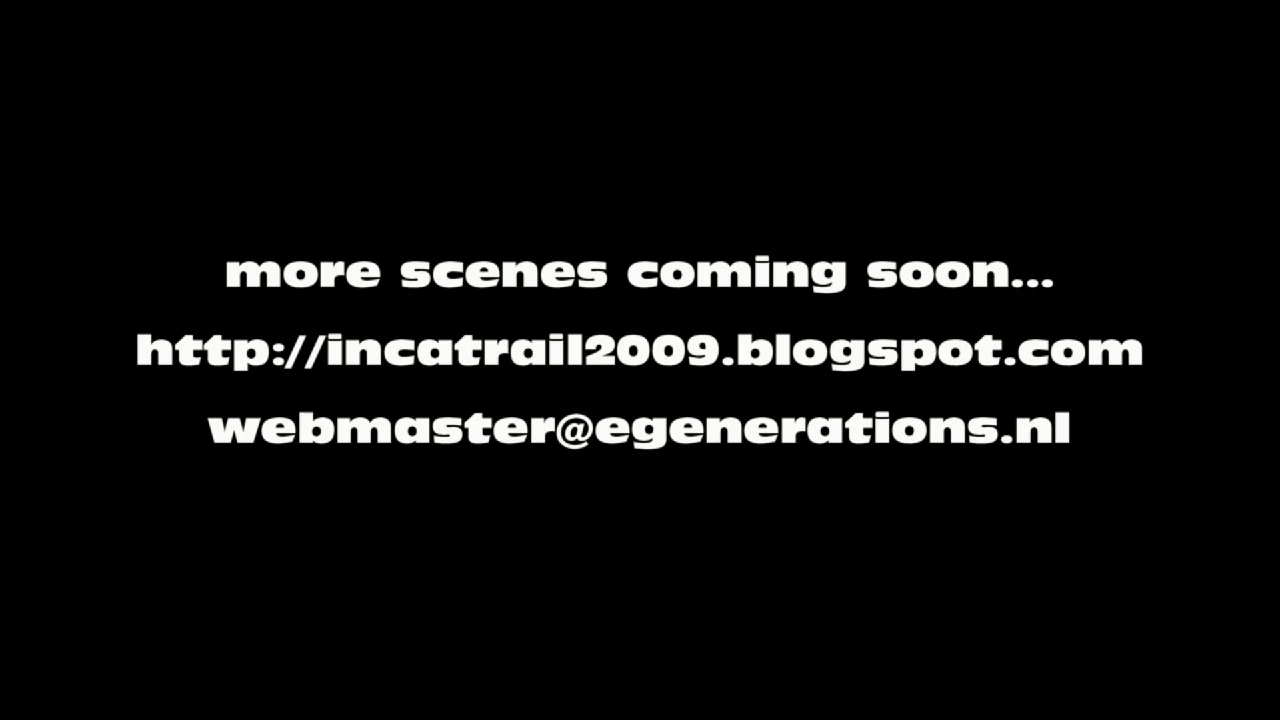 more scenes coming soon...
http://incatrail2009.blogspot.com
webmaster@egenerations.nl